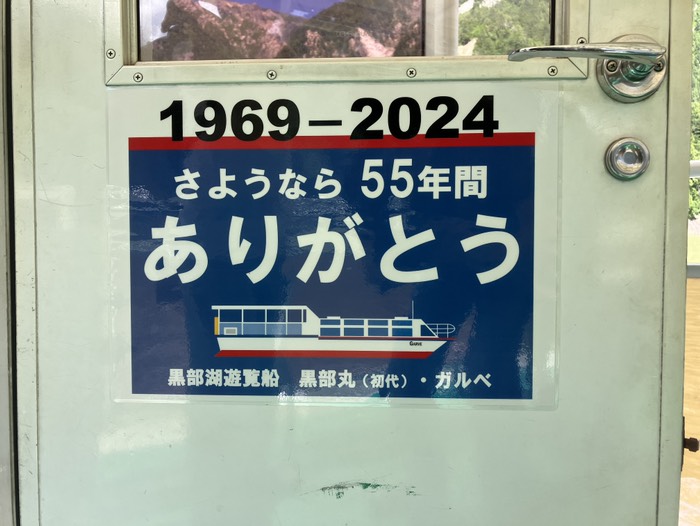 1969－2024
さようなら 55年間
ありがとう
黒部湖遊覧船　黒部丸（初代）・ガルベ